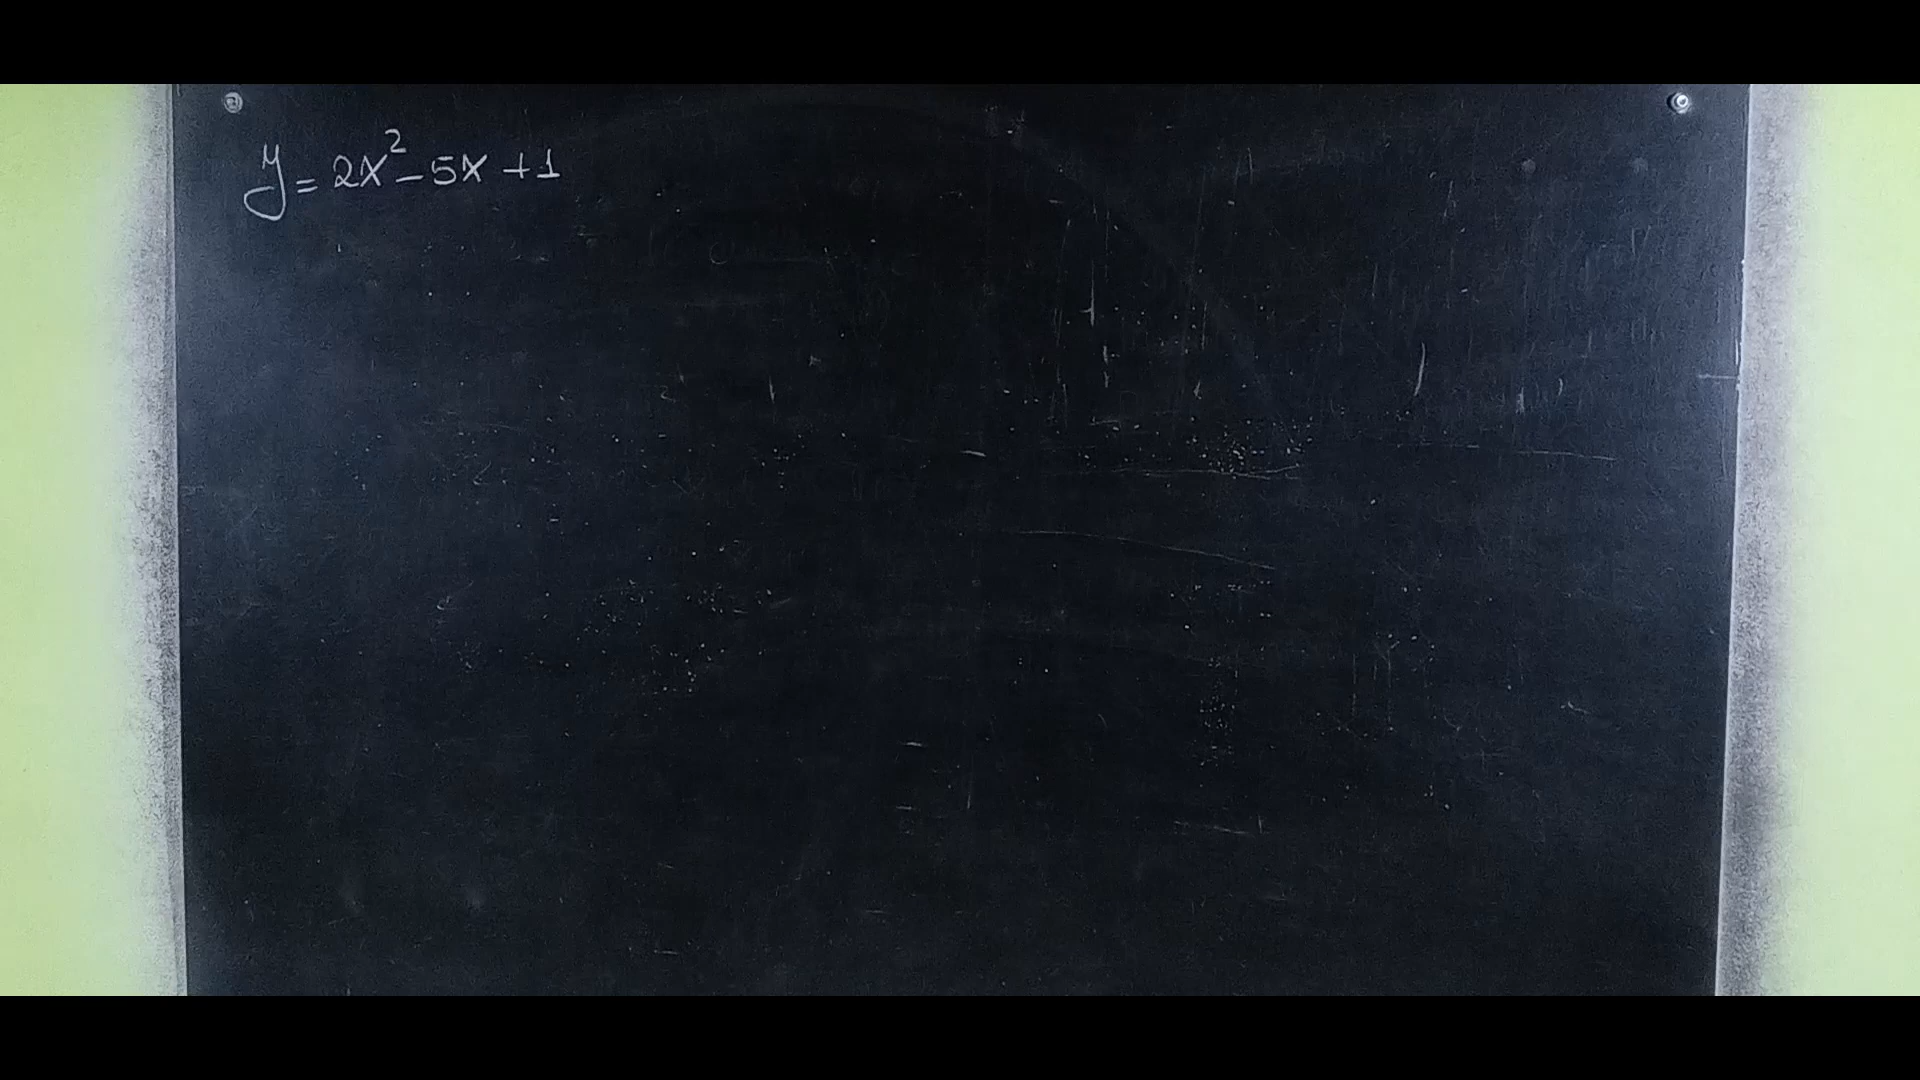 y = 2x² - 5x + 1